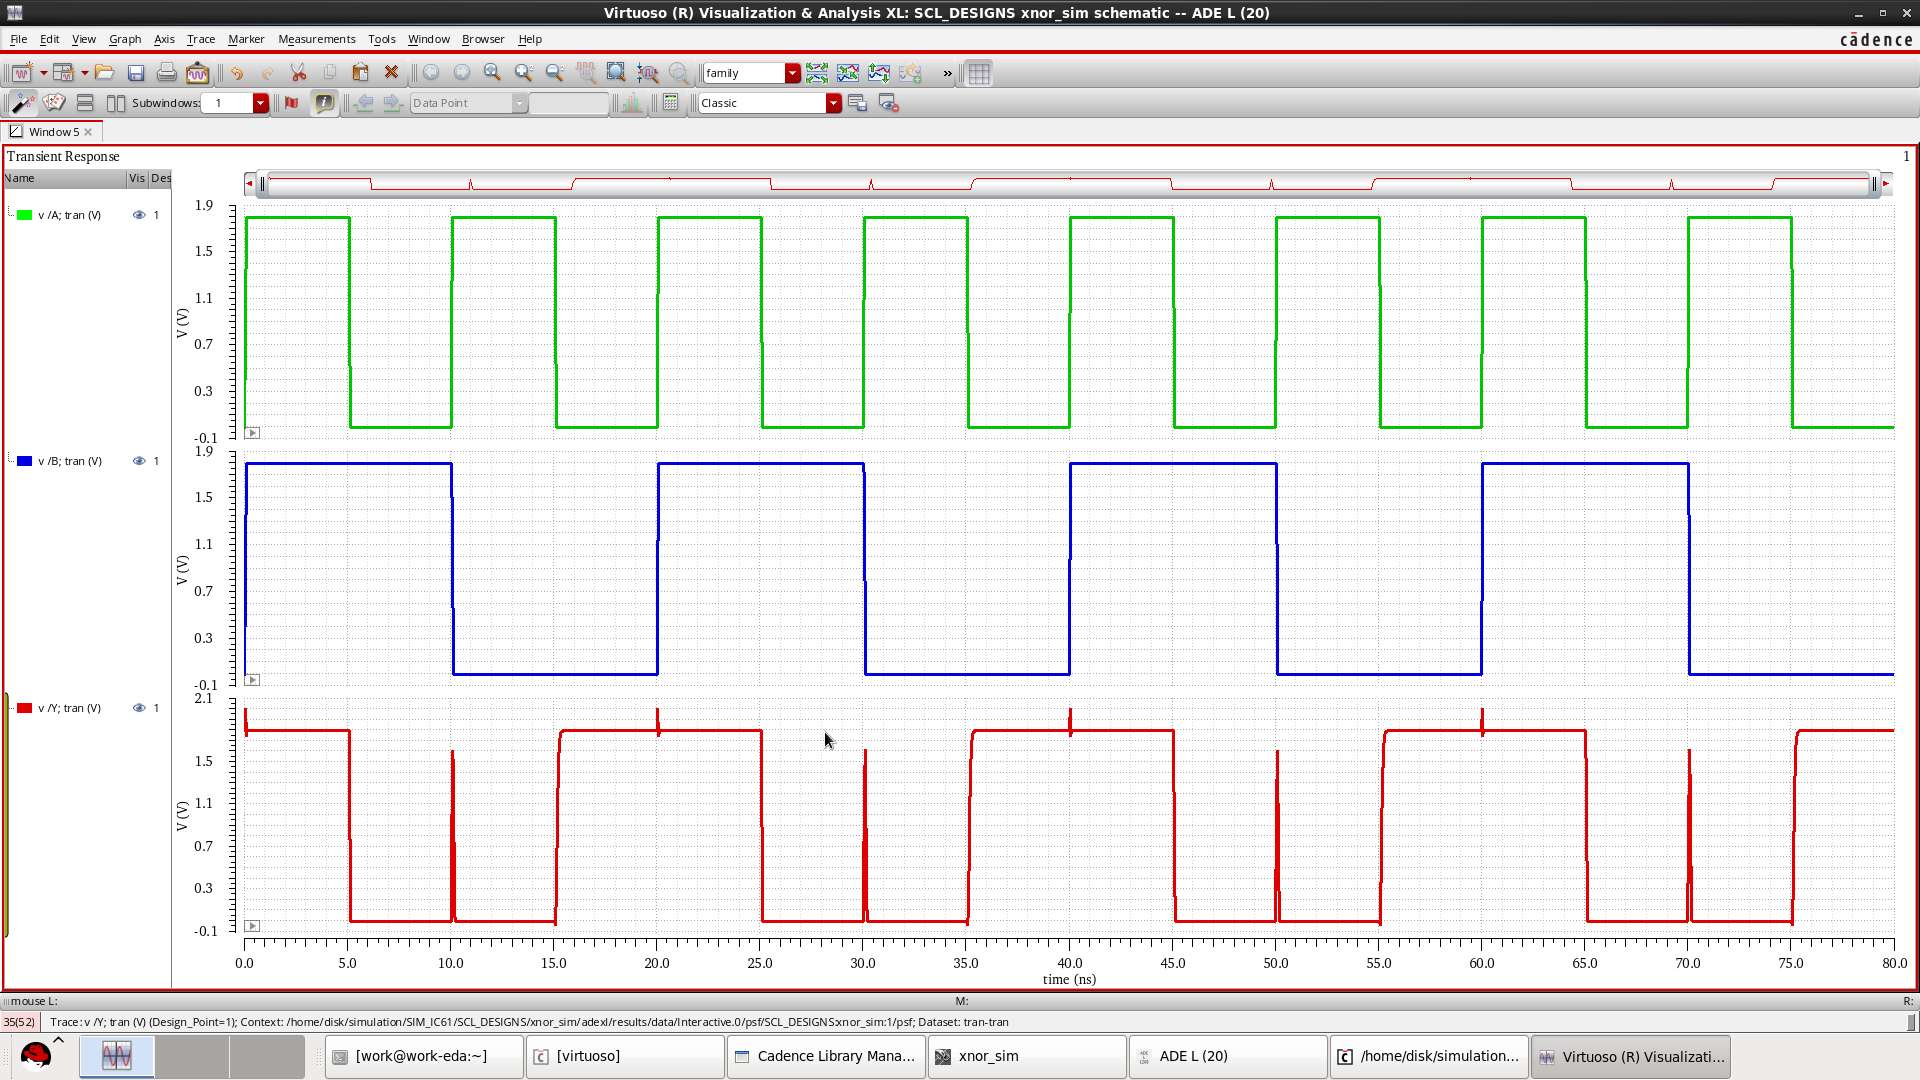 Virtuoso (R) Visualization & Analysis XL: SCL_DESIGNS xnor_sim schematic -- ADE L (20)
File Edit View Graph Axis Trace Marker Measurements Tools Window Browser Help
cādence
family
»
Subwindows: 1
Data Point
Classic
Window 5
Transient Response
1
Name Vis Des
v /A; tran (V) 1
1.9
1.5
1.1
0.7
0.3
-0.1
V (V)
v /B; tran (V) 1
1.9
1.5
1.1
0.7
0.3
-0.1
V (V)
v /Y; tran (V) 1
2.1
1.5
1.1
0.7
0.3
-0.1
V (V)
0.0 5.0 10.0 15.0 20.0 25.0 30.0 35.0 40.0 45.0 50.0 55.0 60.0 65.0 70.0 75.0 80.0
time (ns)
mouse L: M: R:
35(52) Trace: v /Y; tran (V) (Design_Point=1); Context: /home/disk/simulation/SIM_IC61/SCL_DESIGNS/xnor_sim/adexl/results/data/Interactive.0/psf/SCL_DESIGNS:xnor_sim:1/psf; Dataset: tran-tran
[work@work-eda:~] [virtuoso] Cadence Library Mana... xnor_sim ADE L (20) /home/disk/simulation... Virtuoso (R) Visualizati...